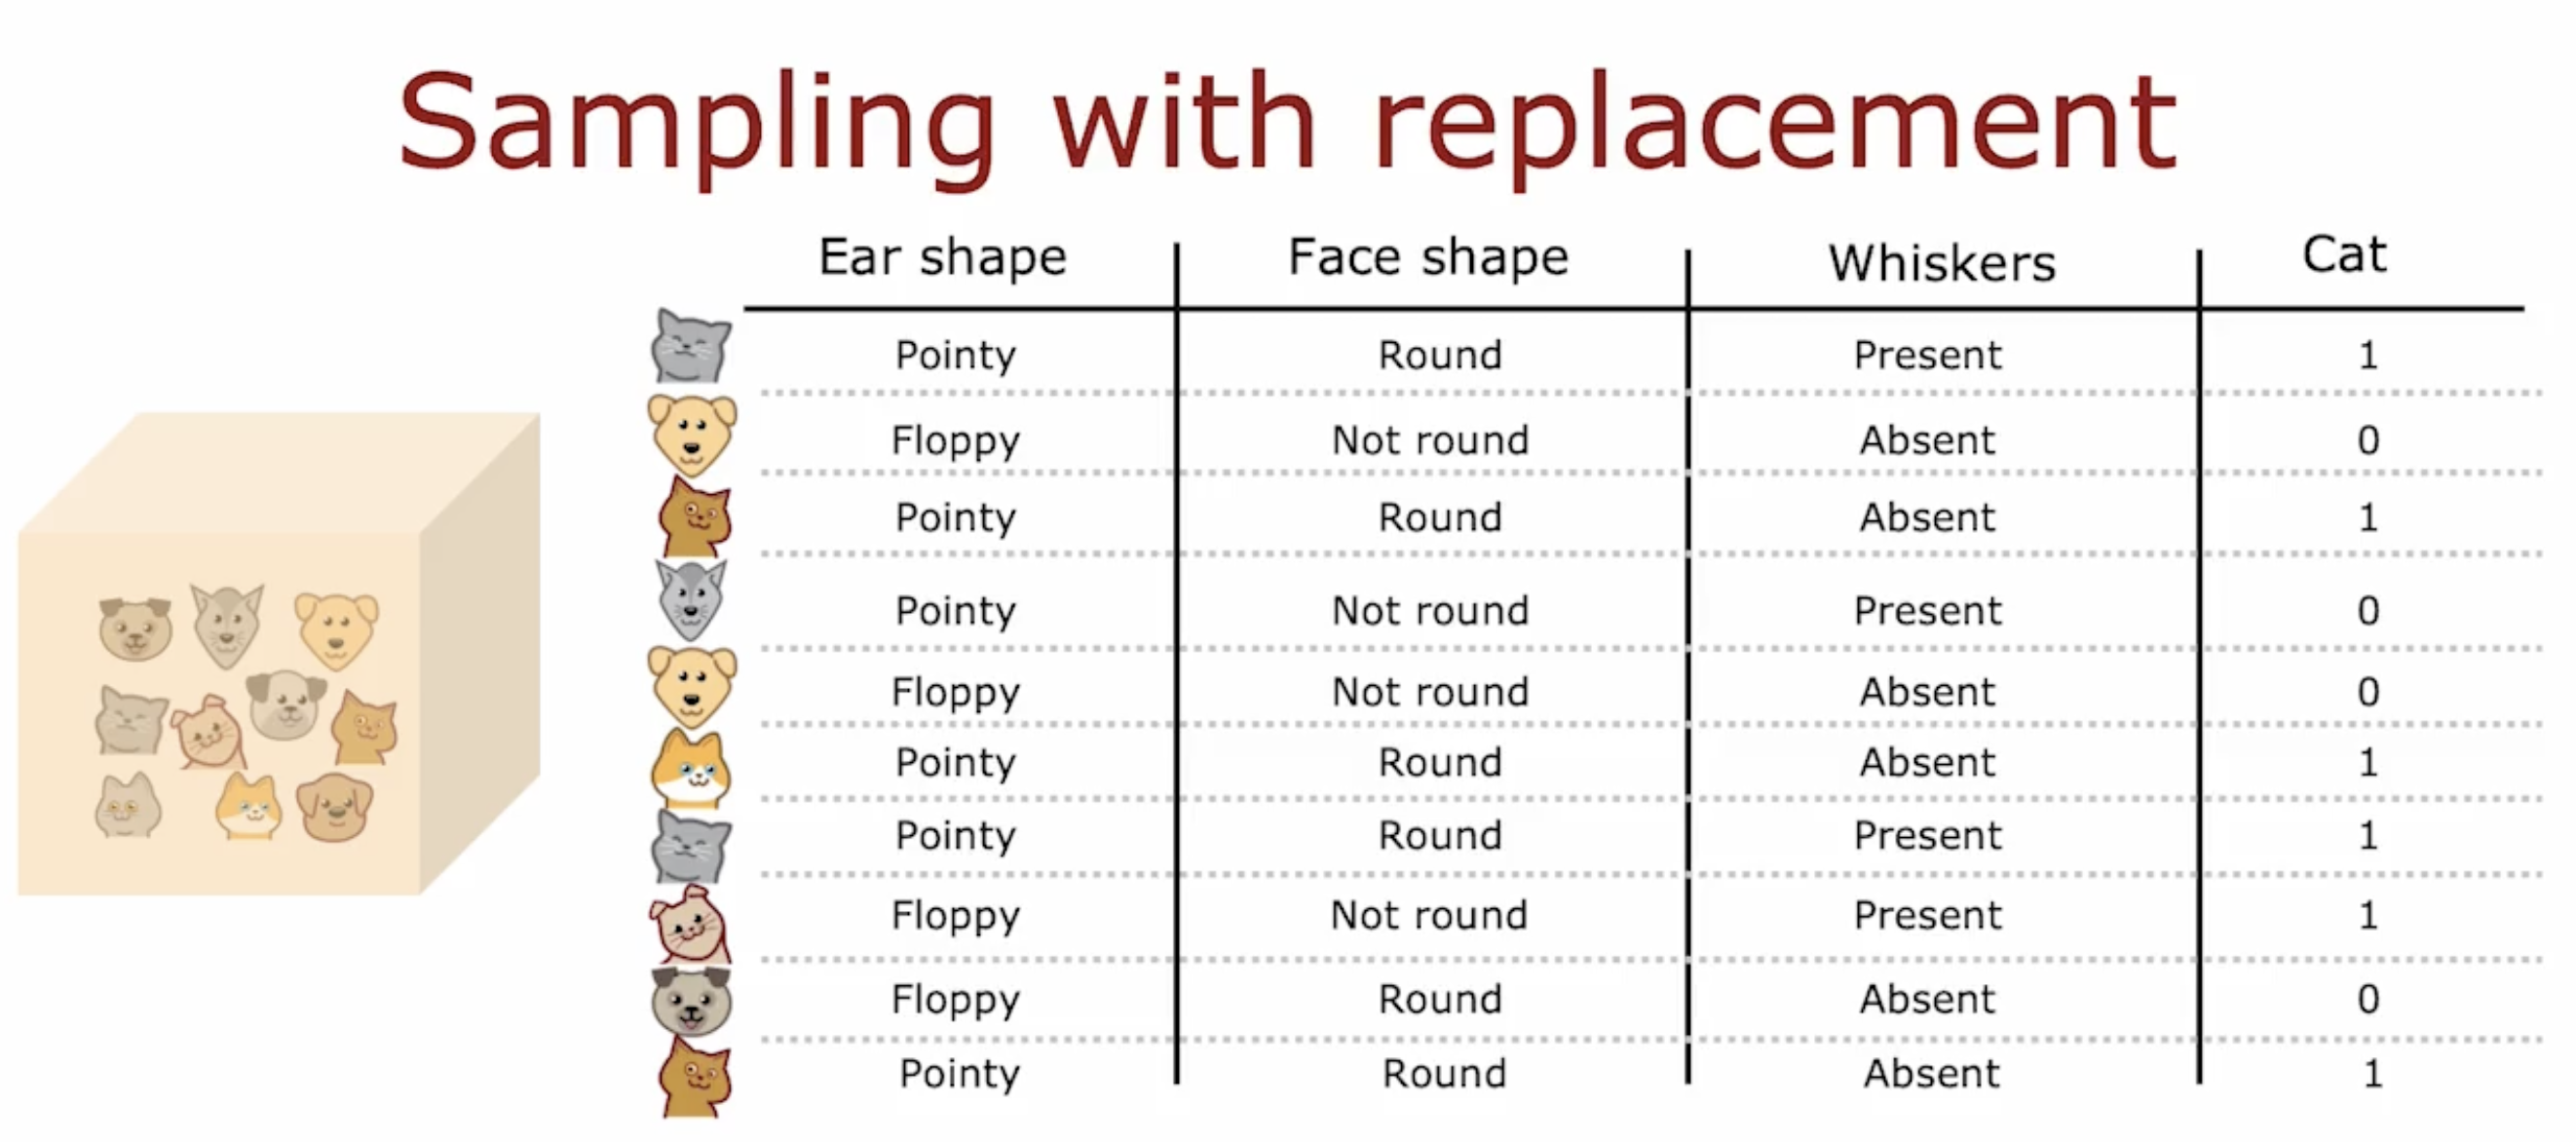 Sampling with replacement
Ear shape Face shape Whiskers Cat
Pointy Round Present 1
Floppy Not round Absent 0
Pointy Round Absent 1
Pointy Not round Present 0
Floppy Not round Absent 0
Pointy Round Absent 1
Pointy Round Present 1
Floppy Not round Present 1
Floppy Round Absent 0
Pointy Round Absent 1